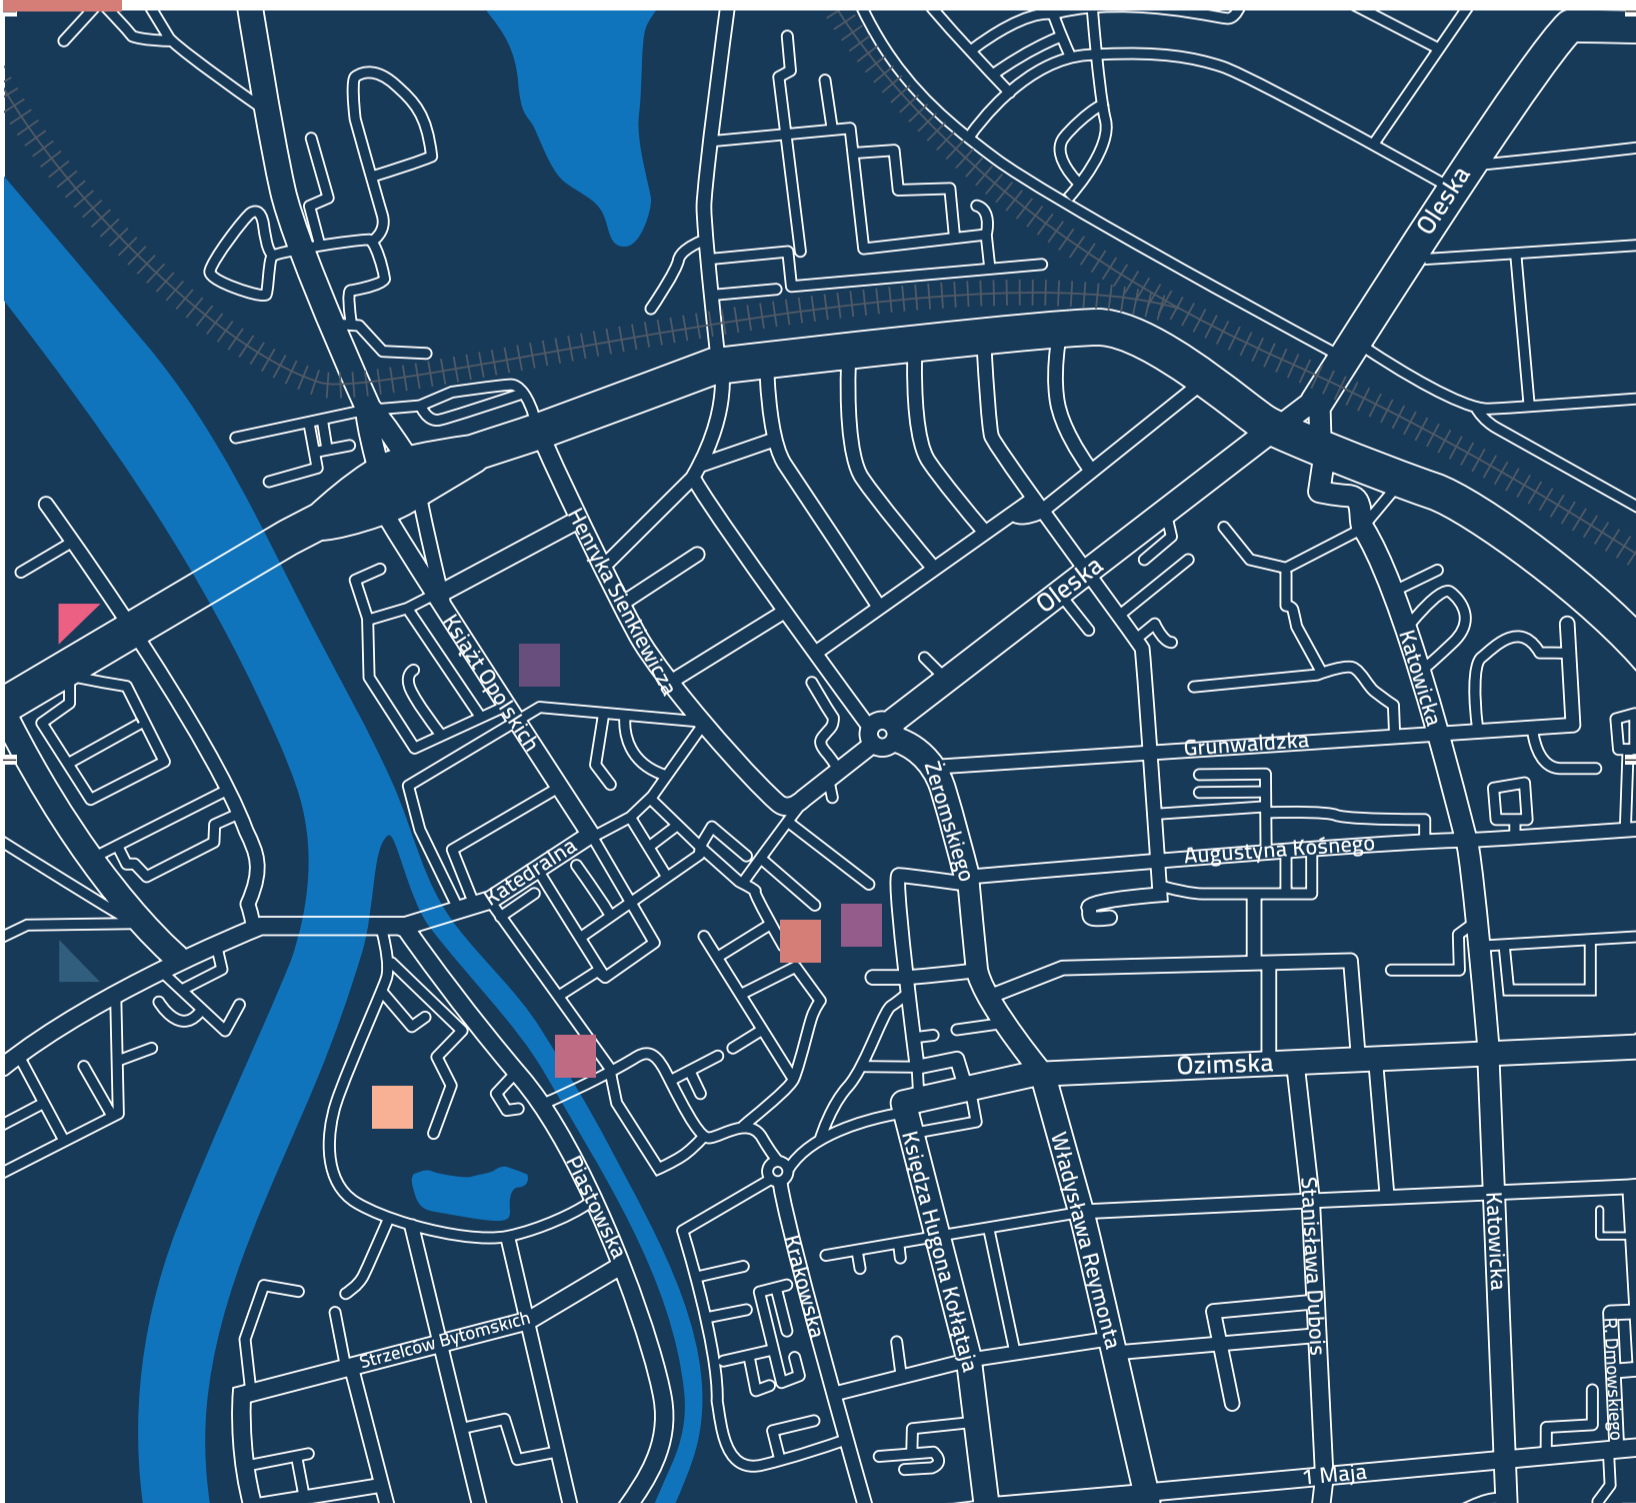 Oleska
Henryka Sienkiewicza
Oleska
Książt Opolskich
Katowicka
Grunwaldzka
Żeromskiego
Augustyna Kośnego
Katedralna
Ozimska
Księdza Hugona Kołłątaja
Władysława Reymonta
Piastowska
Stanisława Dubois
Katowicka
Krakowska
Strzelców Bytomskich
R. Dmowskiego
1 Maja